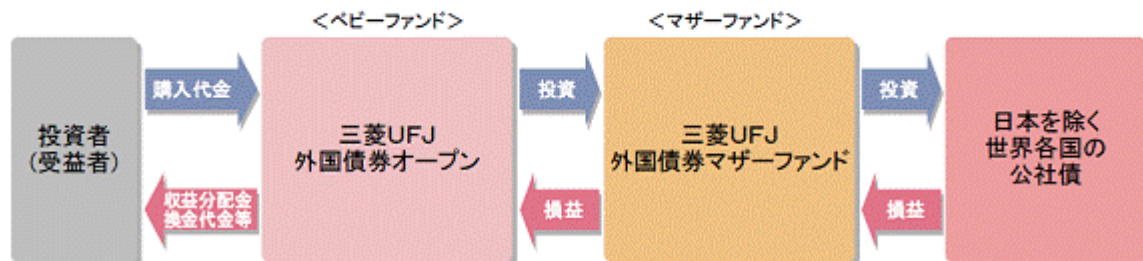 ＜ベビーファンド＞
＜マザーファンド＞
投資者
(受益者)
購入代金
収益分配金
換金代金等
三菱UFJ
外国債券オープン
投資
損益
三菱UFJ
外国債券マザーファンド
投資
損益
日本を除く
世界各国の
公社債